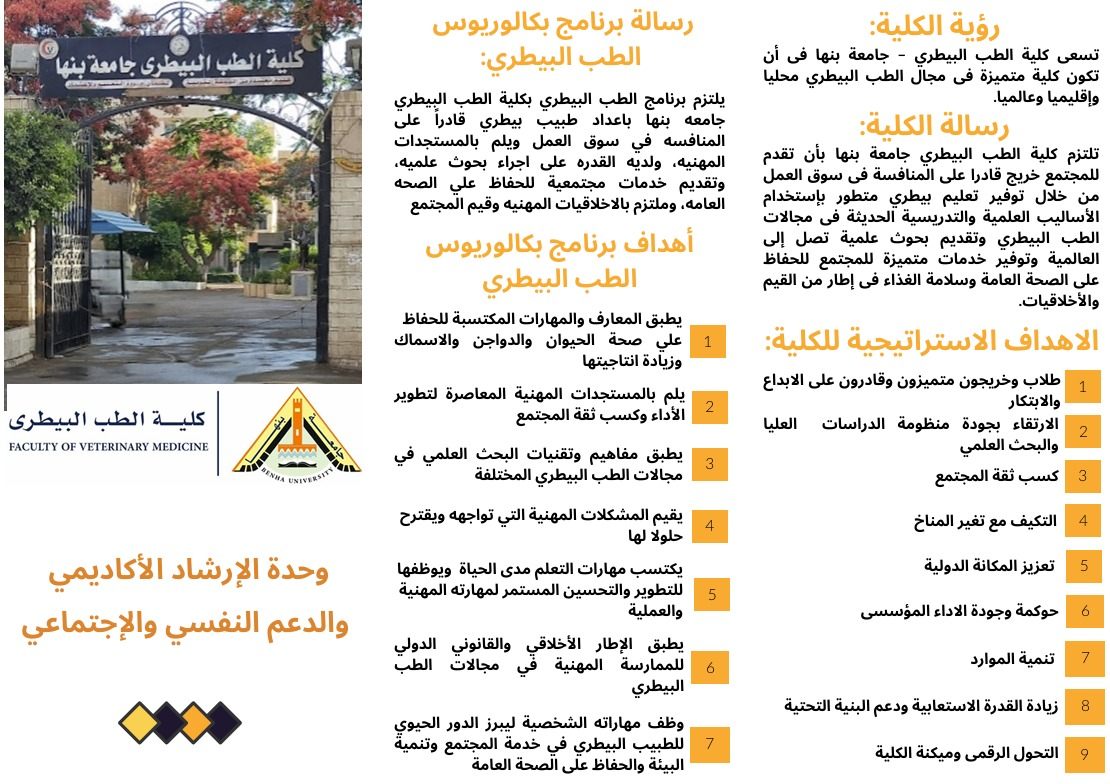 رؤية الكلية:
تسعى كلية الطب البيطري – جامعة بنها فى أن
تكون كلية متميزة فى مجال الطب البيطري محليا
وإقليميا وعالميا.
رسالة الكلية:
تلتزم كلية الطب البيطري جامعة بنها بأن تقدم
للمجتمع خريج قادرا على المنافسة فى سوق العمل
من خلال توفير تعليم بيطري متطور بإستخدام
الأساليب العلمية والتدريسية الحديثة فى مجالات
الطب البيطري وتقديم بحوث علمية تصل إلى
العالمية وتوفير خدمات متميزة للمجتمع للحفاظ
على الصحة العامة وسلامة الغذاء فى إطار من القيم
والأخلاقيات.
الاهداف الاستراتيجية للكلية:
1 طلاب وخريجون متميزون وقادرون على الابداع
والابتكار
2 الارتقاء بجودة منظومة الدراسات العليا
والبحث العلمي
3 كسب ثقة المجتمع
4 التكيف مع تغير المناخ
5 تعزيز المكانة الدولية
6 حوكمة وجودة الاداء المؤسسى
7 تنمية الموارد
8 زيادة القدرة الاستعابية ودعم البنية التحتية
9 التحول الرقمى وميكنة الكلية
رسالة برنامج بكالوريوس
الطب البيطري:
يلتزم برنامج الطب البيطري بكلية الطب البيطري
جامعه بنها باعداد طبيب بيطري قادراً على
المنافسه في سوق العمل ويلم بالمستجدات
المهنيه، ولديه القدره على اجراء بحوث علميه،
وتقديم خدمات مجتمعية للحفاظ علي الصحه
العامه، وملتزم بالاخلاقيات المهنيه وقيم المجتمع
أهداف برنامج بكالوريوس
الطب البيطري
1 يطبق المعارف والمهارات المكتسبة للحفاظ
علي صحة الحيوان والدواجن والاسماك
وزيادة انتاجيتها
2 يلم بالمستجدات المهنية المعاصرة لتطوير
الأداء وكسب ثقة المجتمع
3 يطبق مفاهيم وتقنيات البحث العلمي في
مجالات الطب البيطري المختلفة
4 يقيم المشكلات المهنية التي تواجهه ويقترح
حلولا لها
5 يكتسب مهارات التعلم مدى الحياة ويوظفها
للتطوير والتحسين المستمر لمهارته المهنية
والعملية
6 يطبق الإطار الأخلاقي والقانوني الدولي
للممارسة المهنية في مجالات الطب
البيطري
7 وظف مهاراته الشخصية ليبرز الدور الحيوي
للطبيب البيطري في خدمة المجتمع وتنمية
البيئة والحفاظ على الصحة العامة
كلية الطب البيطرى جامعة بنها
كليــة الطب البيطرى
FACULTY OF VETERINARY MEDICINE
جامعة بنها
BENHA UNIVERSITY
وحدة الإرشاد الأكاديمي
والدعم النفسي والإجتماعي